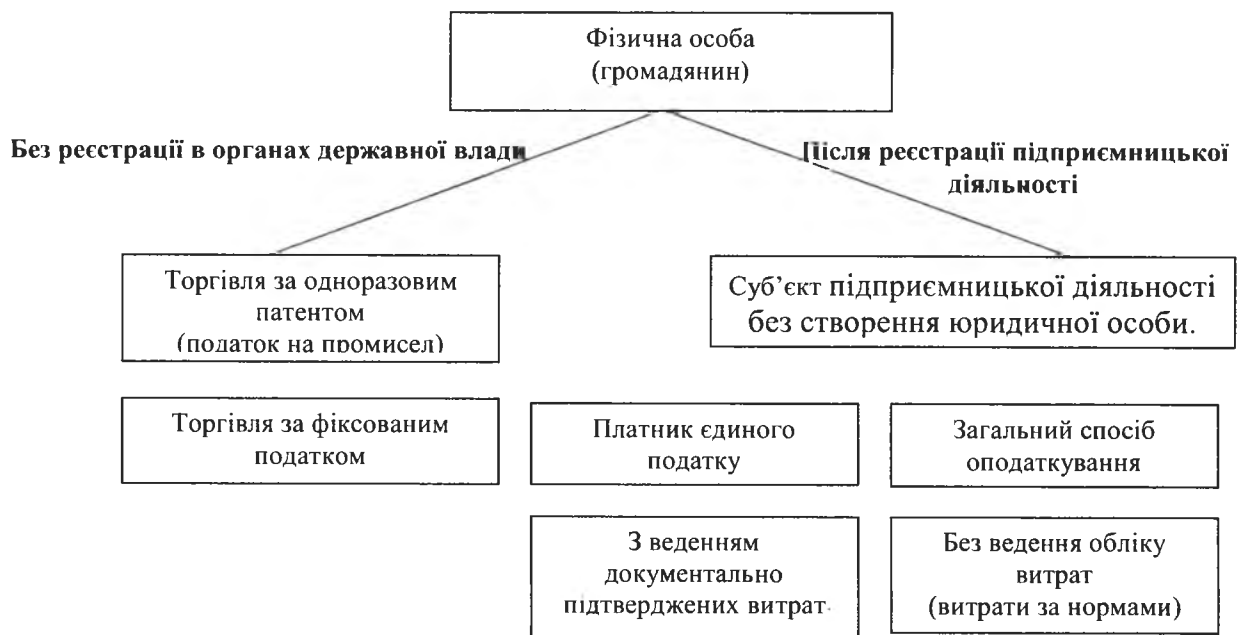 Фізична особа
(громадянин)
Без реєстрації в органах державної влади
Після реєстрації підприємницької
діяльності
Торгівля за одноразовим
патентом
(податок на промисел)
Суб’єкт підприємницької діяльності
без створення юридичної особи.
Торгівля за фіксованим
податком
Платник єдиного
податку
Загальний спосіб
оподаткування
З веденням
документально
підтверджених витрат
Без ведення обліку
витрат
(витрати за нормами)